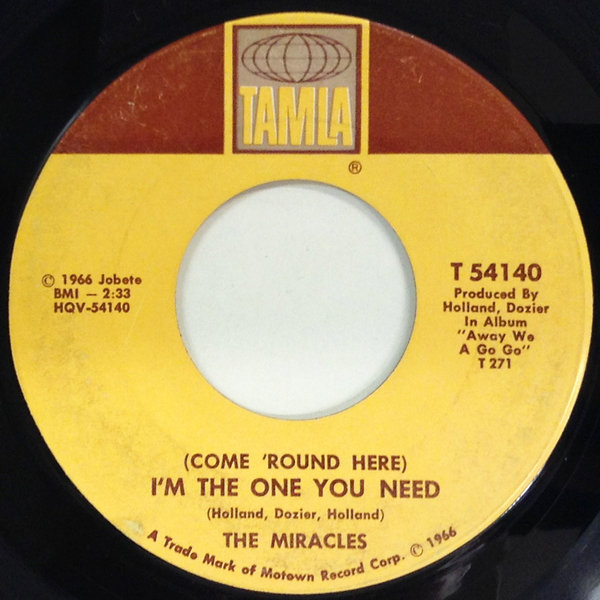 TAMLA
®
© 1966 Jobete
BMI — 2:33
HQV-54140
T 54140
Produced By
Holland, Dozier
In Album
"Away We
A Go Go"
T 271
(COME 'ROUND HERE)
I'M THE ONE YOU NEED
(Holland, Dozier, Holland)
THE MIRACLES
A Trade Mark of Motown Record Corp. © 1966